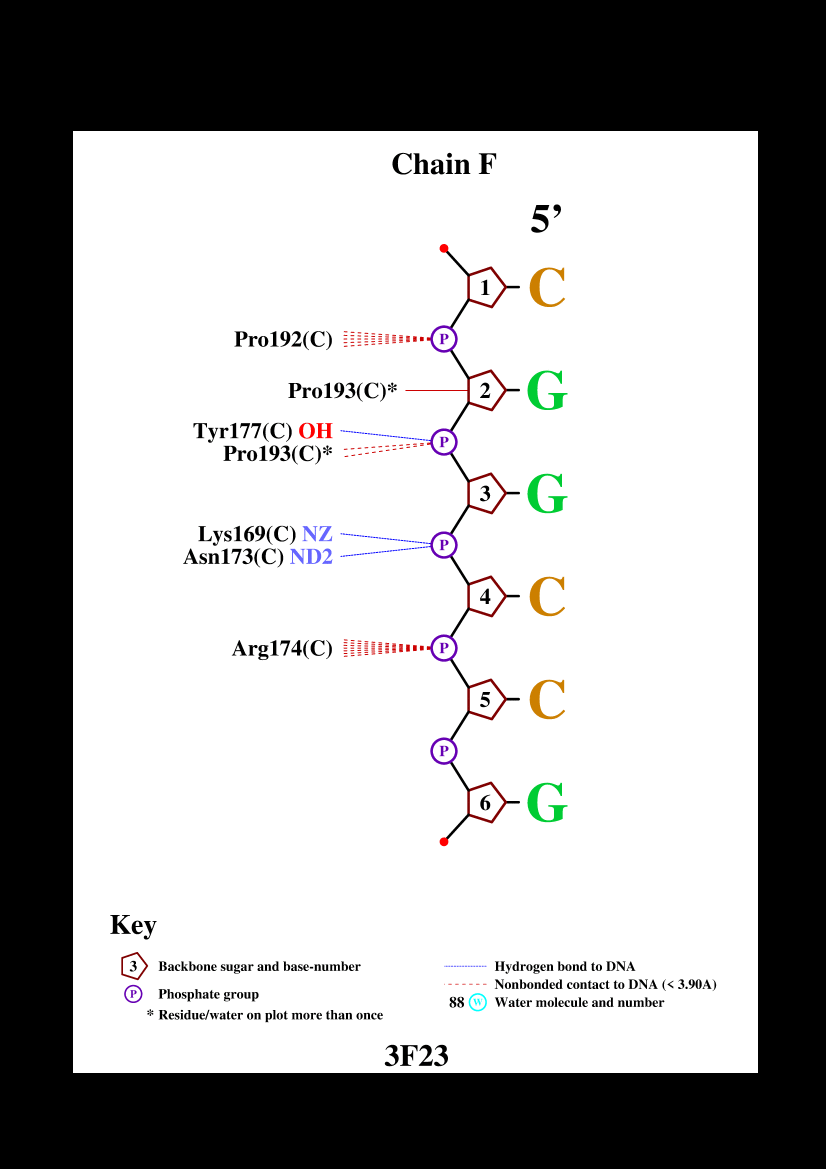 Chain F
5’
1 C
P
Pro192(C)
Pro193(C)* 2 G
Tyr177(C) OH
P
Pro193(C)*
3 G
Lys169(C) NZ
P
Asn173(C) ND2
4 C
Arg174(C) P
5 C
P
6 G
Key
3 Backbone sugar and base-number
P Phosphate group
* Residue/water on plot more than once
Hydrogen bond to DNA
Nonbonded contact to DNA (< 3.90A)
88 W Water molecule and number
3F23